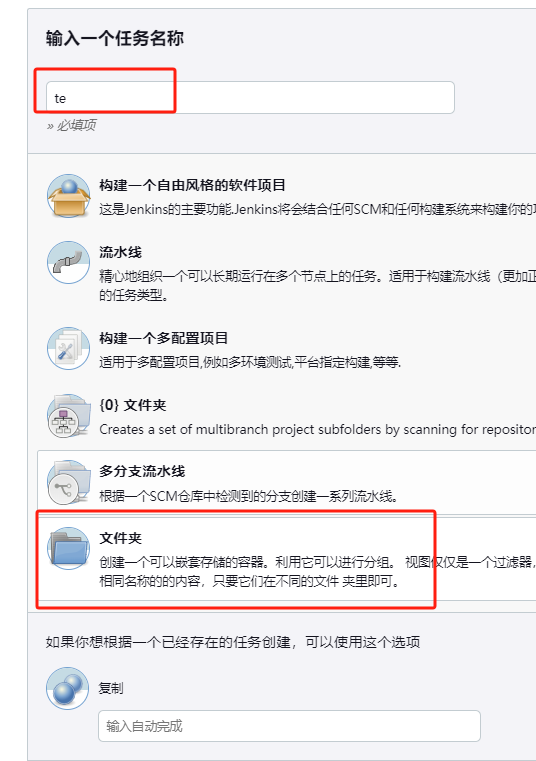 输入一个任务名称
te
» 必填项
构建一个自由风格的软件项目
这是Jenkins的主要功能.Jenkins将会结合任何SCM和任何构建系统来构建你的项
流水线
精心地组织一个可以长期运行在多个节点上的任务。适用于构建流水线（更加正
的任务类型。
构建一个多配置项目
适用于多配置项目,例如多环境测试,平台指定构建,等等.
{0} 文件夹
Creates a set of multibranch project subfolders by scanning for repositor
多分支流水线
根据一个SCM仓库中检测到的分支创建一系列流水线。
文件夹
创建一个可以嵌套存储的容器。利用它可以进行分组。 视图仅仅是一个过滤器，
相同名称的的内容，只要它们在不同的文件 夹里即可。
如果你想根据一个已经存在的任务创建，可以使用这个选项
复制
输入自动完成